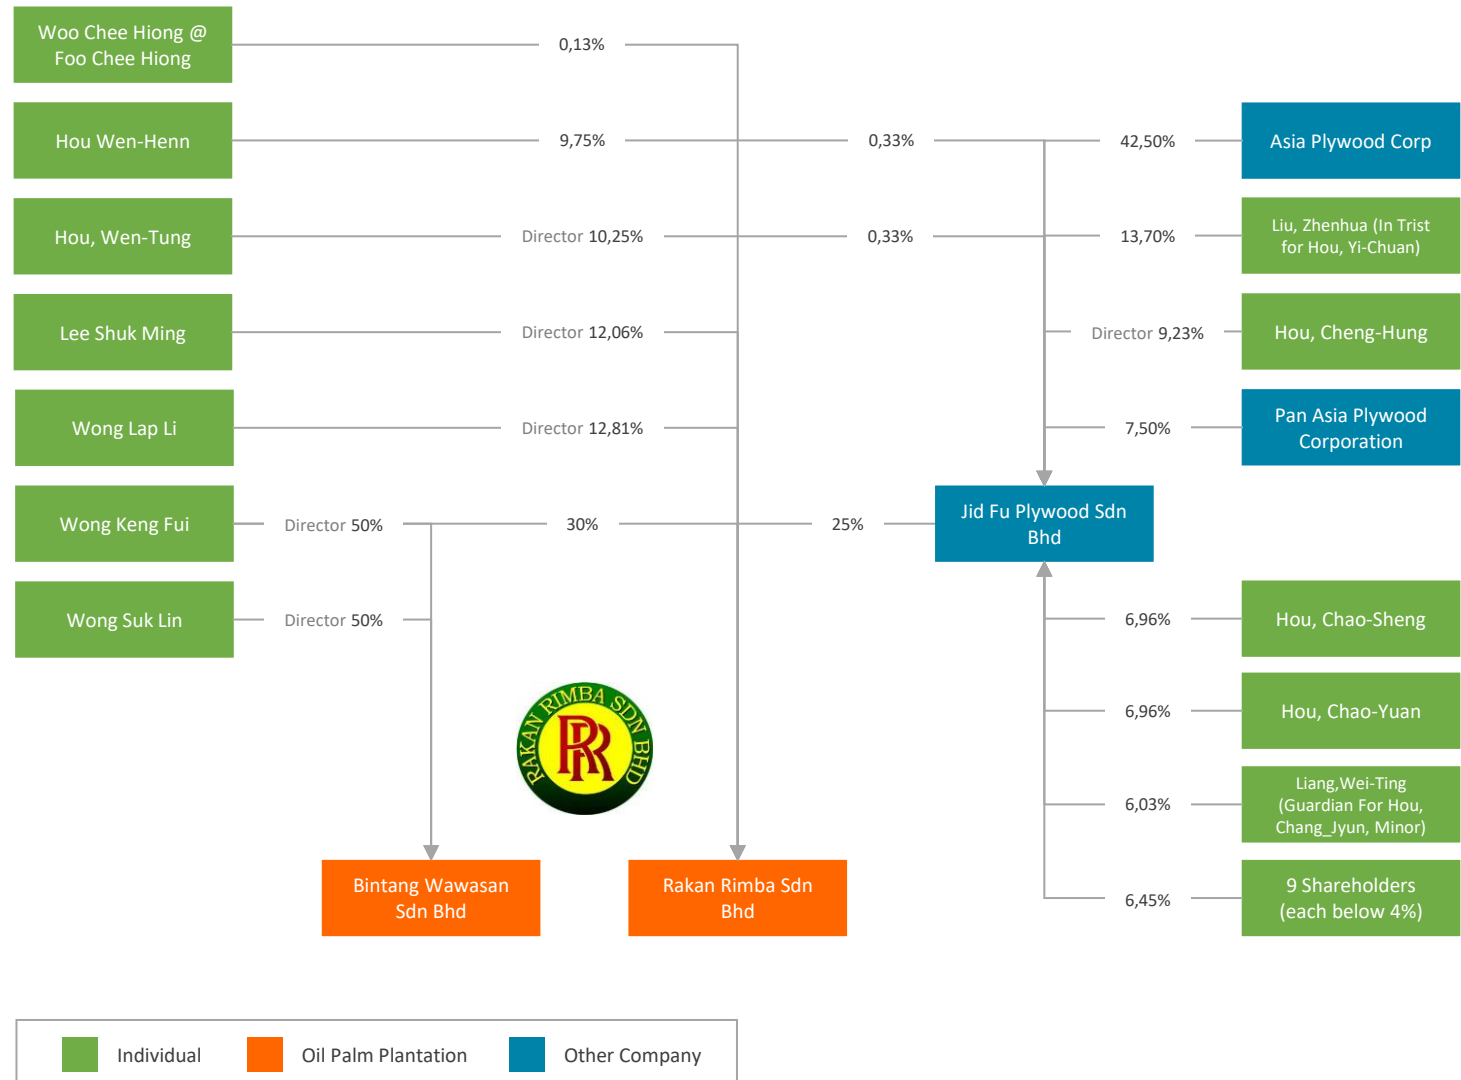 Woo Chee Hiong @
Foo Chee Hiong
0,13%
Hou Wen-Henn
9,75%
0,33%
42,50%
Asia Plywood Corp
Hou, Wen-Tung
Director 10,25%
0,33%
13,70%
Liu, Zhenhua (In Trist
for Hou, Yi-Chuan)
Lee Shuk Ming
Director 12,06%
Director 9,23%
Hou, Cheng-Hung
Wong Lap Li
Director 12,81%
7,50%
Pan Asia Plywood
Corporation
Wong Keng Fui
Director 50%
30%
25%
Jid Fu Plywood Sdn
Bhd
Wong Suk Lin
Director 50%
6,96%
Hou, Chao-Sheng
RAKAN RIMBA SDN BHD
RR
6,96%
Hou, Chao-Yuan
6,03%
Liang,Wei-Ting
(Guardian For Hou,
Chang_Jyun, Minor)
Bintang Wawasan
Sdn Bhd
Rakan Rimba Sdn
Bhd
6,45%
9 Shareholders
(each below 4%)
Individual
Oil Palm Plantation
Other Company